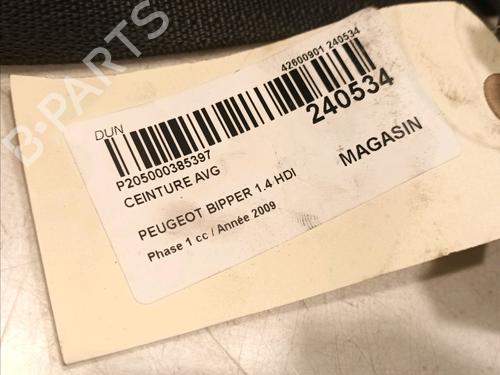 B-PARTS
42600901 240534
DUN
240534
P205000385397
CEINTURE AVG
MAGASIN
PEUGEOT BIPPER 1.4 HDI
Phase 1 cc / Année 2009